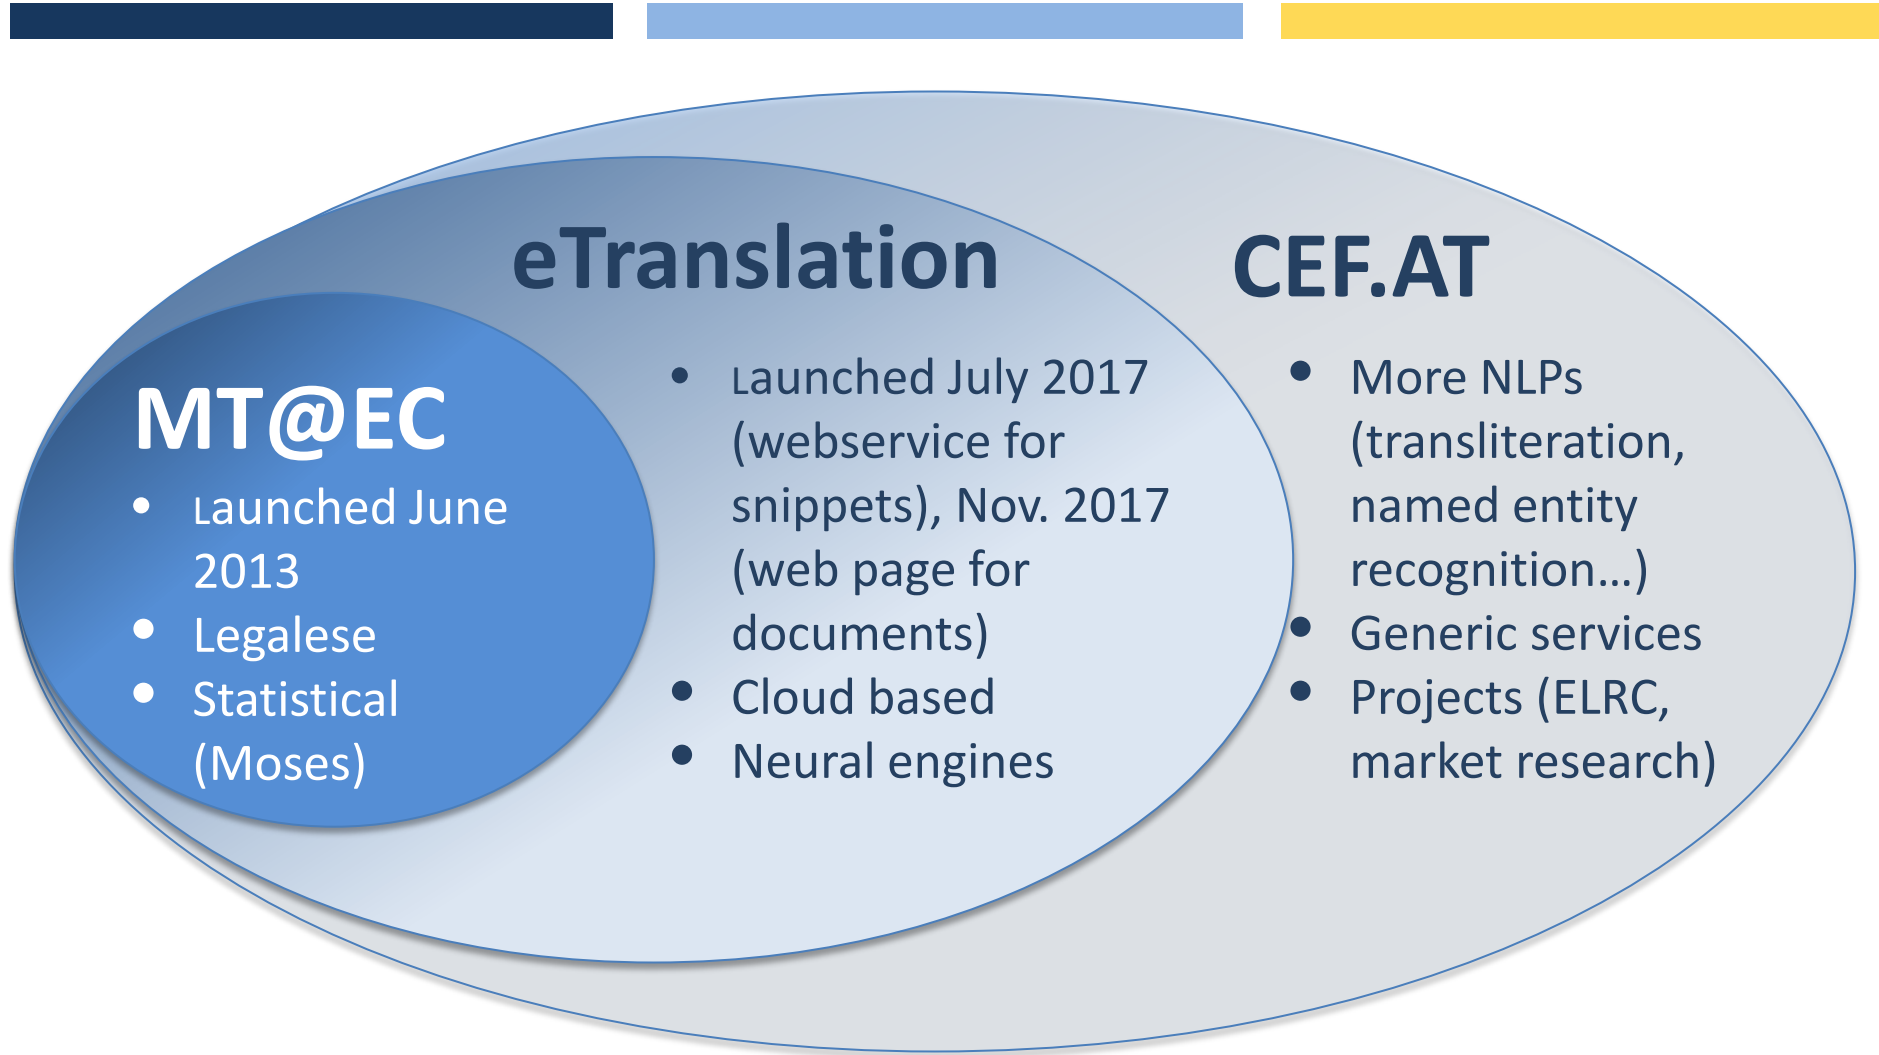 eTranslation
CEF.AT
MT@EC
• Launched June
2013
• Legalese
• Statistical
(Moses)
• Launched July 2017
(webservice for
snippets), Nov. 2017
(web page for
documents)
• Cloud based
• Neural engines
• More NLPs
(transliteration,
named entity
recognition…)
• Generic services
• Projects (ELRC,
market research)